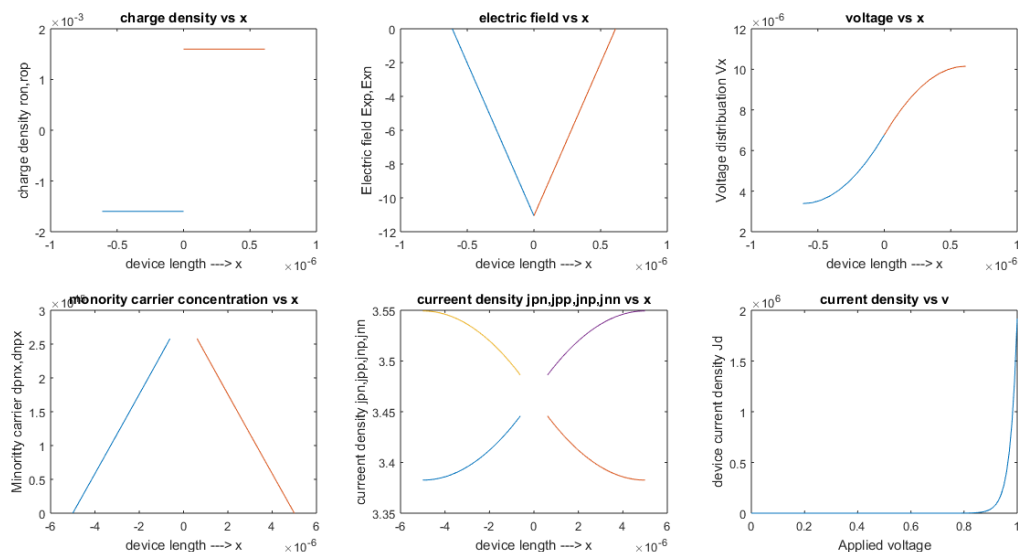 charge density vs x
×10⁻³
2
1
0
-1
-2
charge density ron,rop
-1 -0.5 0 0.5 1
device length ---> x
×10⁻⁶
electric field vs x
0
-2
-4
-6
-8
-10
-12
Electric field Exp,Exn
-1 -0.5 0 0.5 1
device length ---> x
×10⁻⁶
voltage vs x
×10⁻⁶
12
10
8
6
4
2
Voltage distribuation Vx
-1 -0.5 0 0.5 1
device length ---> x
×10⁻⁶
monority carrier concentration vs x
3
2.5
2
1.5
1
0.5
0
Minoritty carrier dpnx,dnpx
-6 -4 -2 0 2 4 6
device length ---> x
×10⁻⁶
curreent density jpn,jpp,jnp,jnn vs x
3.55
3.5
3.45
3.4
3.35
curreent density jpn,jpp,jnp,jnn
-6 -4 -2 0 2 4 6
device length ---> x
×10⁻⁶
current density vs v
×10⁶
2
1.5
1
0.5
0
device current density Jd
0 0.2 0.4 0.6 0.8 1
Applied voltage